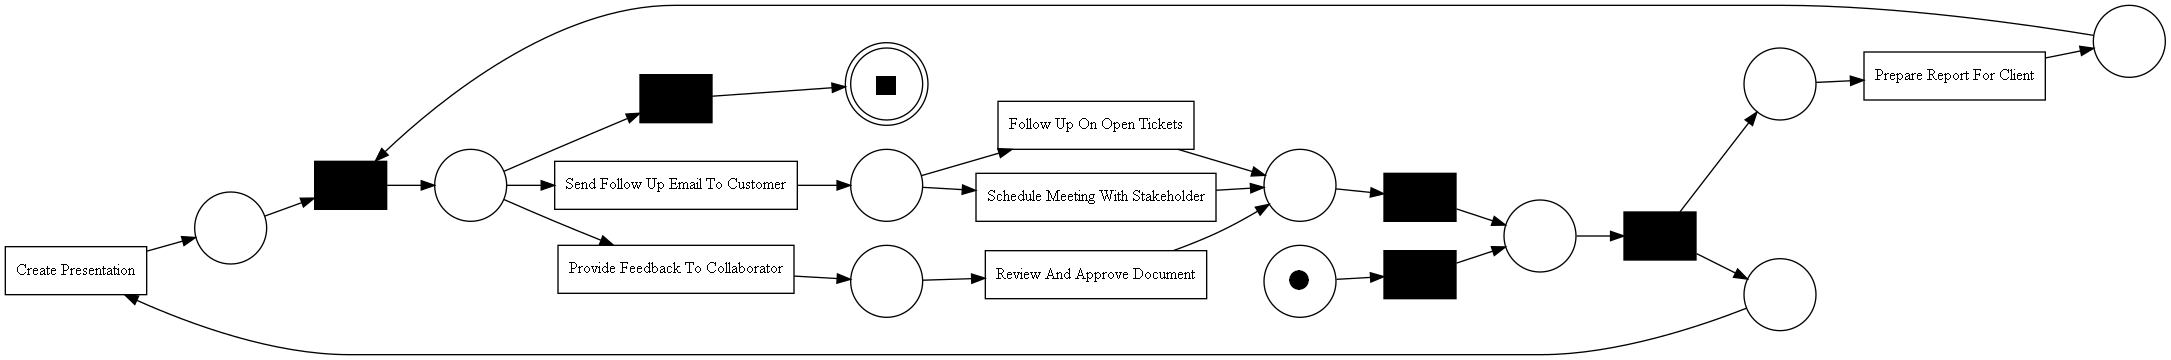 Follow Up On Open Tickets
Prepare Report For Client
Send Follow Up Email To Customer
Schedule Meeting With Stakeholder
Create Presentation
Provide Feedback To Collaborator
Review And Approve Document